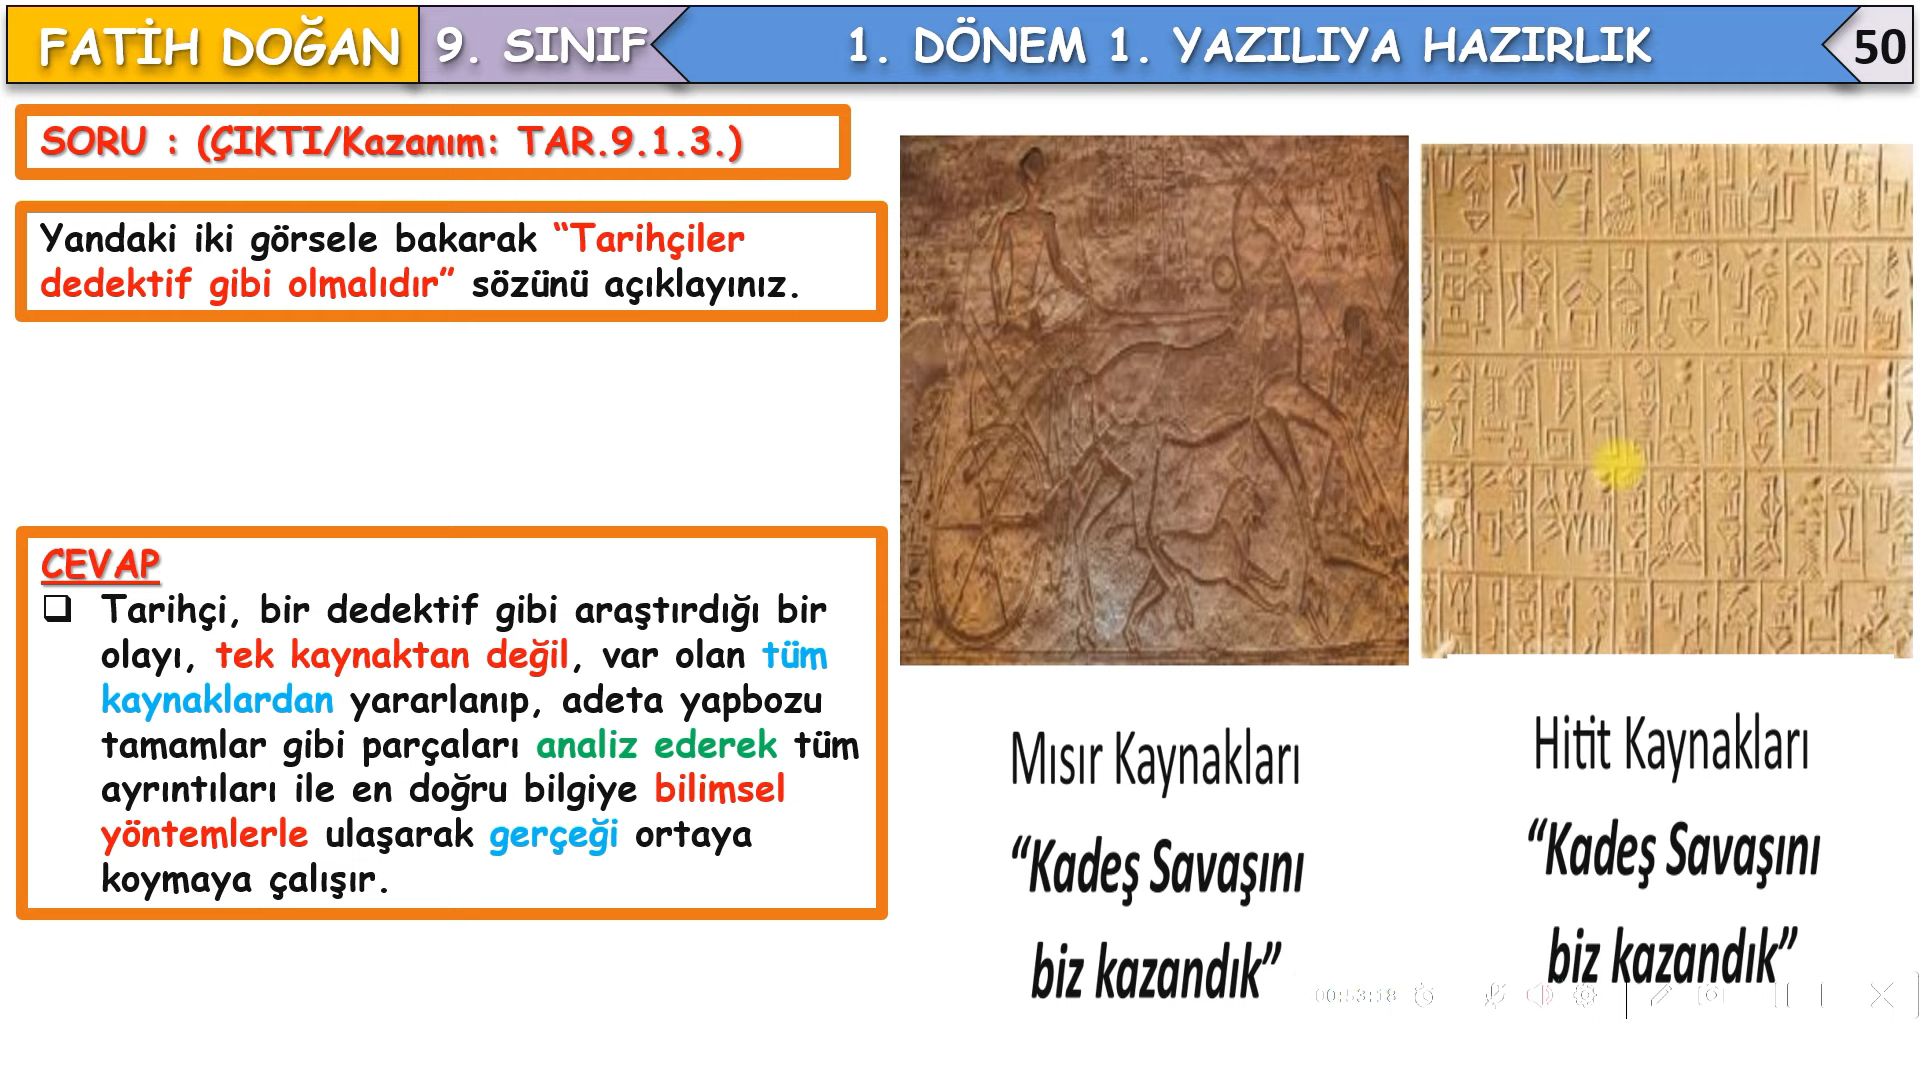 FATİH DOĞAN
9. SINIF
1. DÖNEM 1. YAZILIYA HAZIRLIK
50
SORU : (ÇIKTI/Kazanım: TAR.9.1.3.)
Yandaki iki görsele bakarak “Tarihçiler
dedektif gibi olmalıdır” sözünü açıklayınız.
CEVAP
Tarihçi, bir dedektif gibi araştırdığı bir
olayı, tek kaynaktan değil, var olan tüm
kaynaklardan yararlanıp, adeta yapbozu
tamamlar gibi parçaları analiz ederek tüm
ayrıntıları ile en doğru bilgiye bilimsel
yöntemlerle ulaşarak gerçeği ortaya
koymaya çalışır.
Mısır Kaynakları
“Kadeş Savaşını
biz kazandık”
Hitit Kaynakları
“Kadeş Savaşını
biz kazandık”
00:53:18